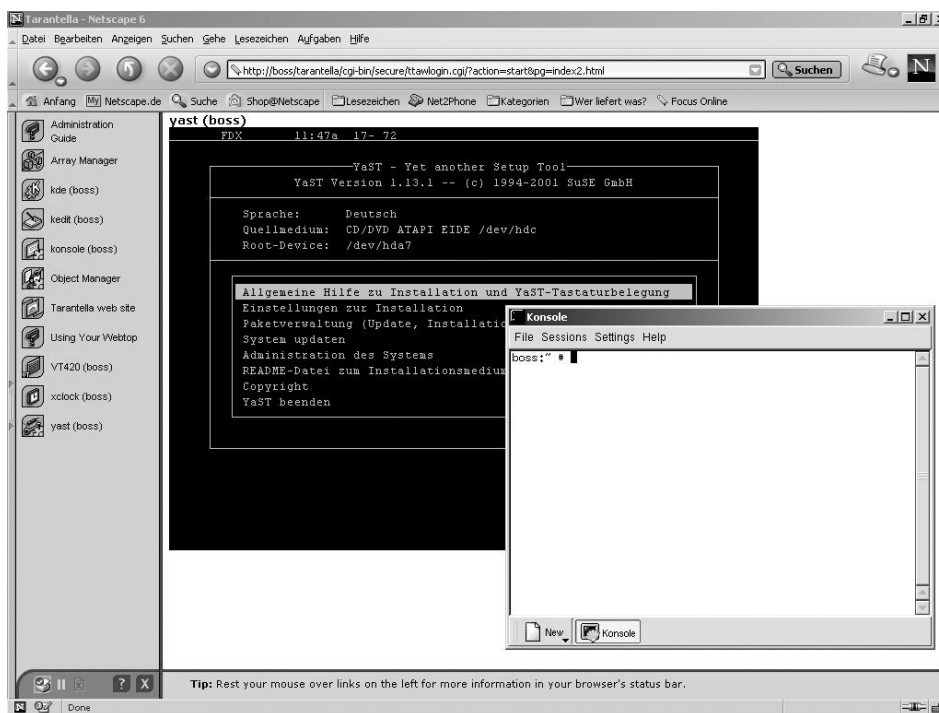 Tarantella - Netscape 6
Datei Bearbeiten Anzeigen Suchen Gehe Lesezeichen Aufgaben Hilfe
http://boss/tarantella/cgi-bin/secure/ttawlogin.cgi/?action=start&pg=index2.html
Suchen
N
Anfang My Netscape.de Suche Shop@Netscape Lesezeichen Net2Phone Kategorien Wer liefert was? Focus Online
Administration
Guide
Array Manager
kde (boss)
kedit (boss)
konsole (boss)
Object Manager
Tarantella web site
Using Your Webtop
VT420 (boss)
xclock (boss)
yast (boss)
yast (boss)
FDX 11:47a 17- 72
YaST - Yet another Setup Tool
YaST Version 1.13.1 -- (c) 1994-2001 SuSE GmbH
Sprache: Deutsch
Quellmedium: CD/DVD ATAPI EIDE /dev/hdc
Root-Device: /dev/hda7
Allgemeine Hilfe zu Installation und YaST-Tastaturbelegung
Einstellungen zur Installation
Paketverwaltung (Update, Installatio
System updaten
Administration des Systems
README-Datei zum Installationsmedium
Copyright
YaST beenden
Konsole
File Sessions Settings Help
boss:~ #
New Konsole
Tip: Rest your mouse over links on the left for more information in your browser's status bar.
Done